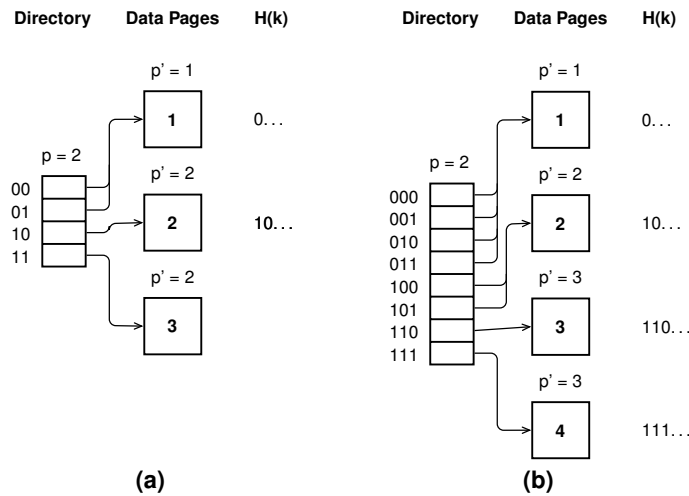 Directory Data Pages H(k)
p' = 1
1 0...
p = 2
00
01
10
11
p' = 2
2 10...
p' = 2
3
(a)
Directory Data Pages H(k)
p' = 1
1 0...
p = 2
000
001
010
011
100
101
110
111
p' = 2
2 10...
p' = 3
3 110...
p' = 3
4 111...
(b)